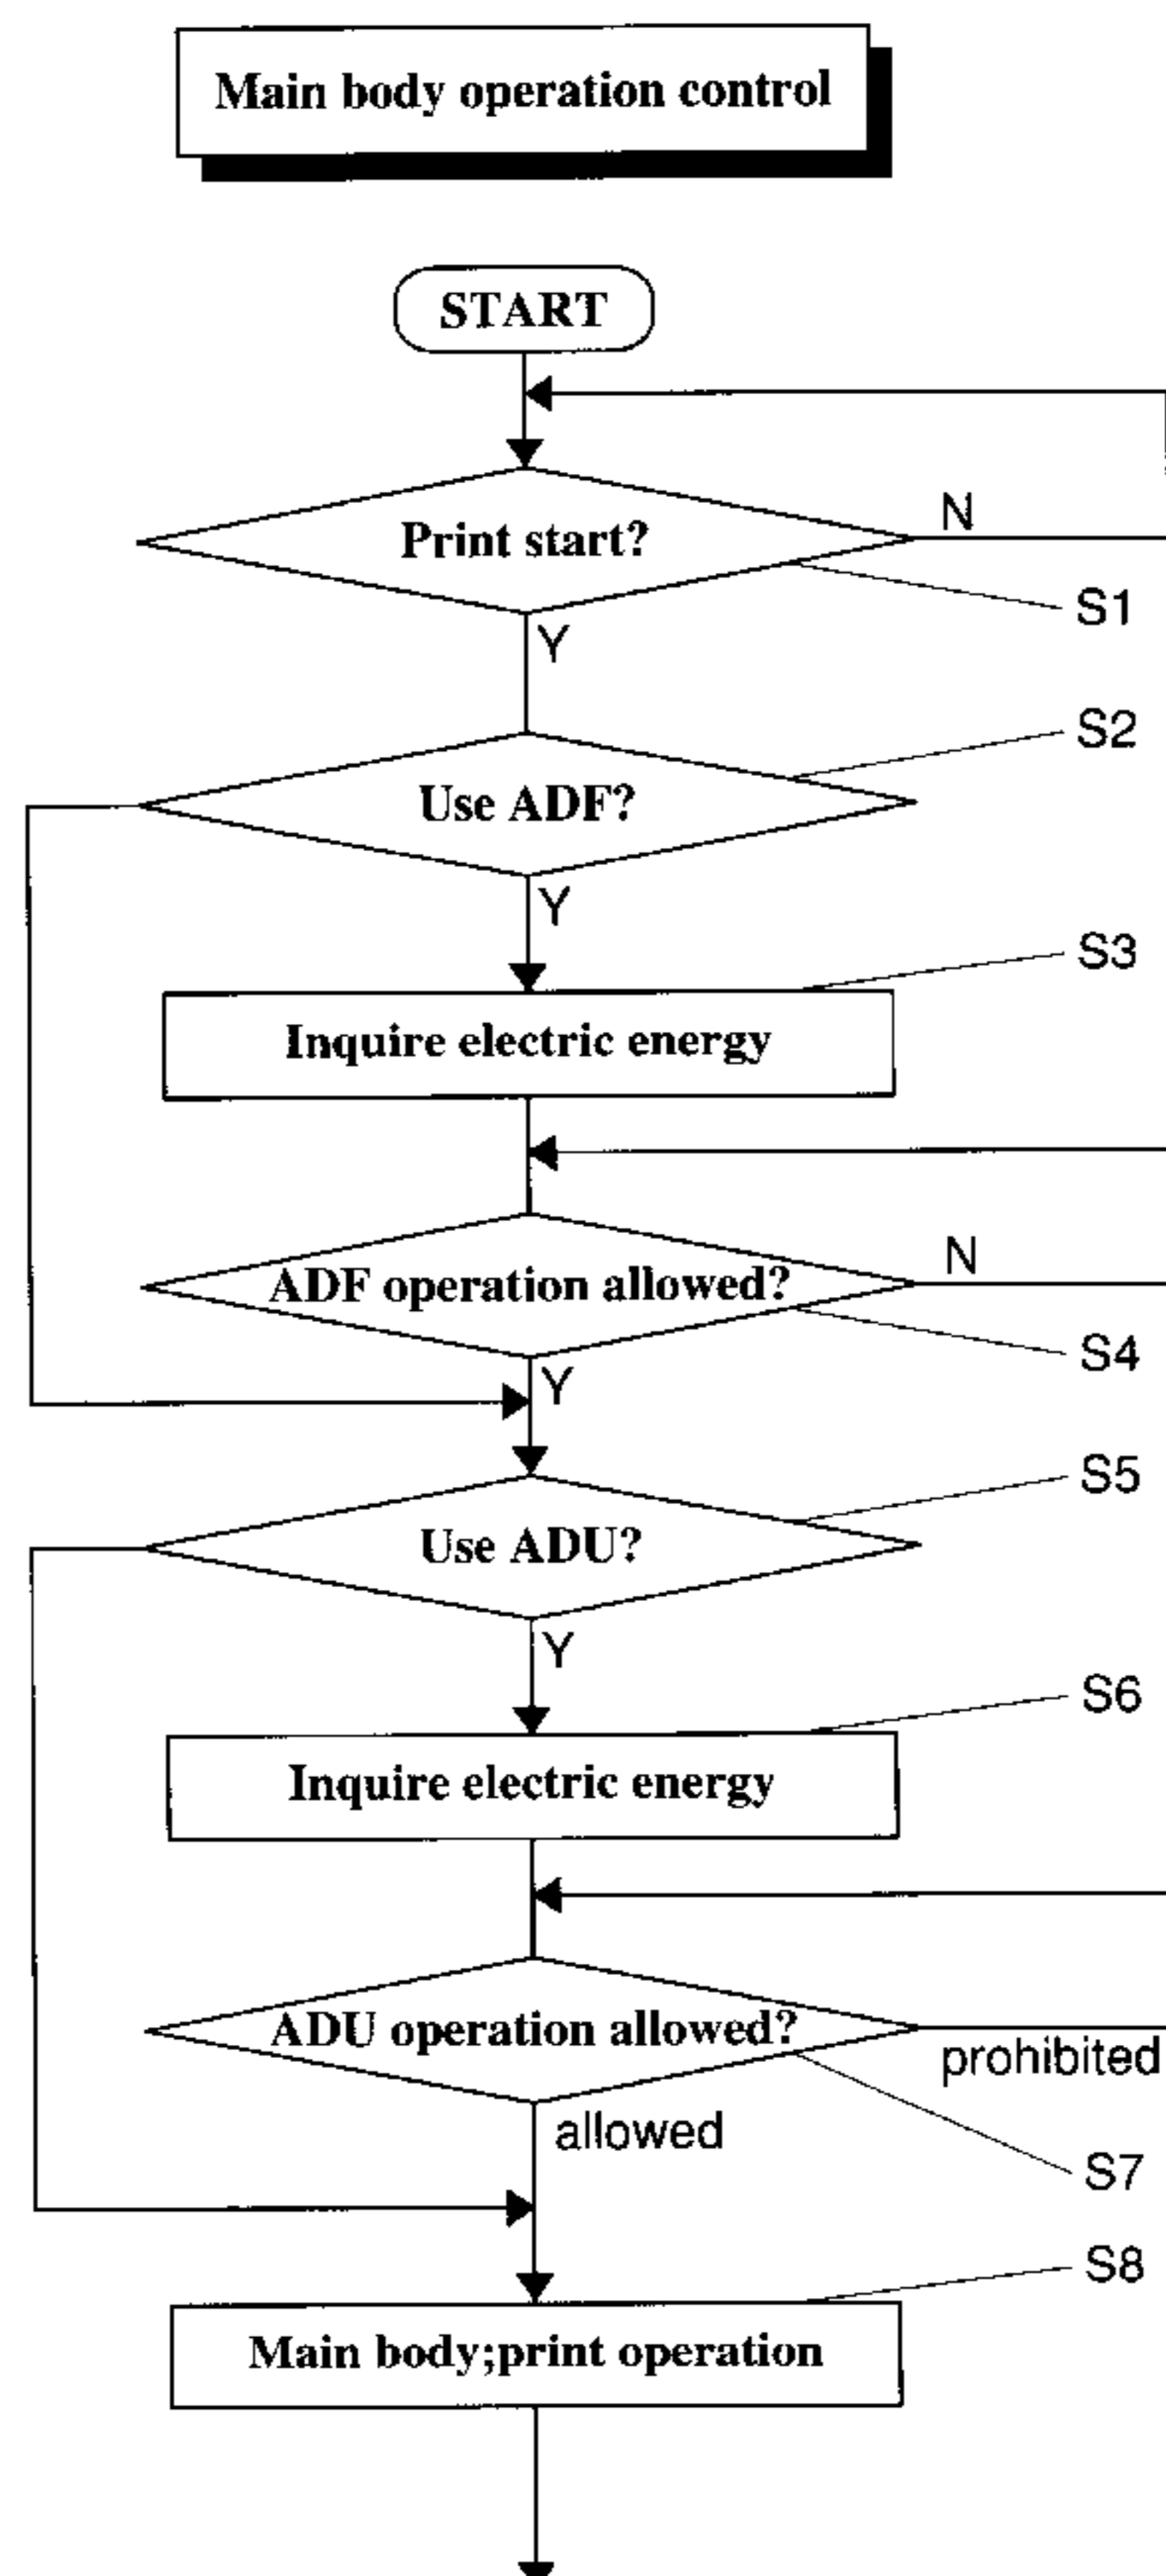 Main body operation control
START
Print start?
N
S1
Y
S2
Use ADF?
Y
S3
Inquire electric energy
ADF operation allowed?
N
S4
Y
S5
Use ADU?
Y
S6
Inquire electric energy
ADU operation allowed?
prohibited
allowed
S7
S8
Main body;print operation